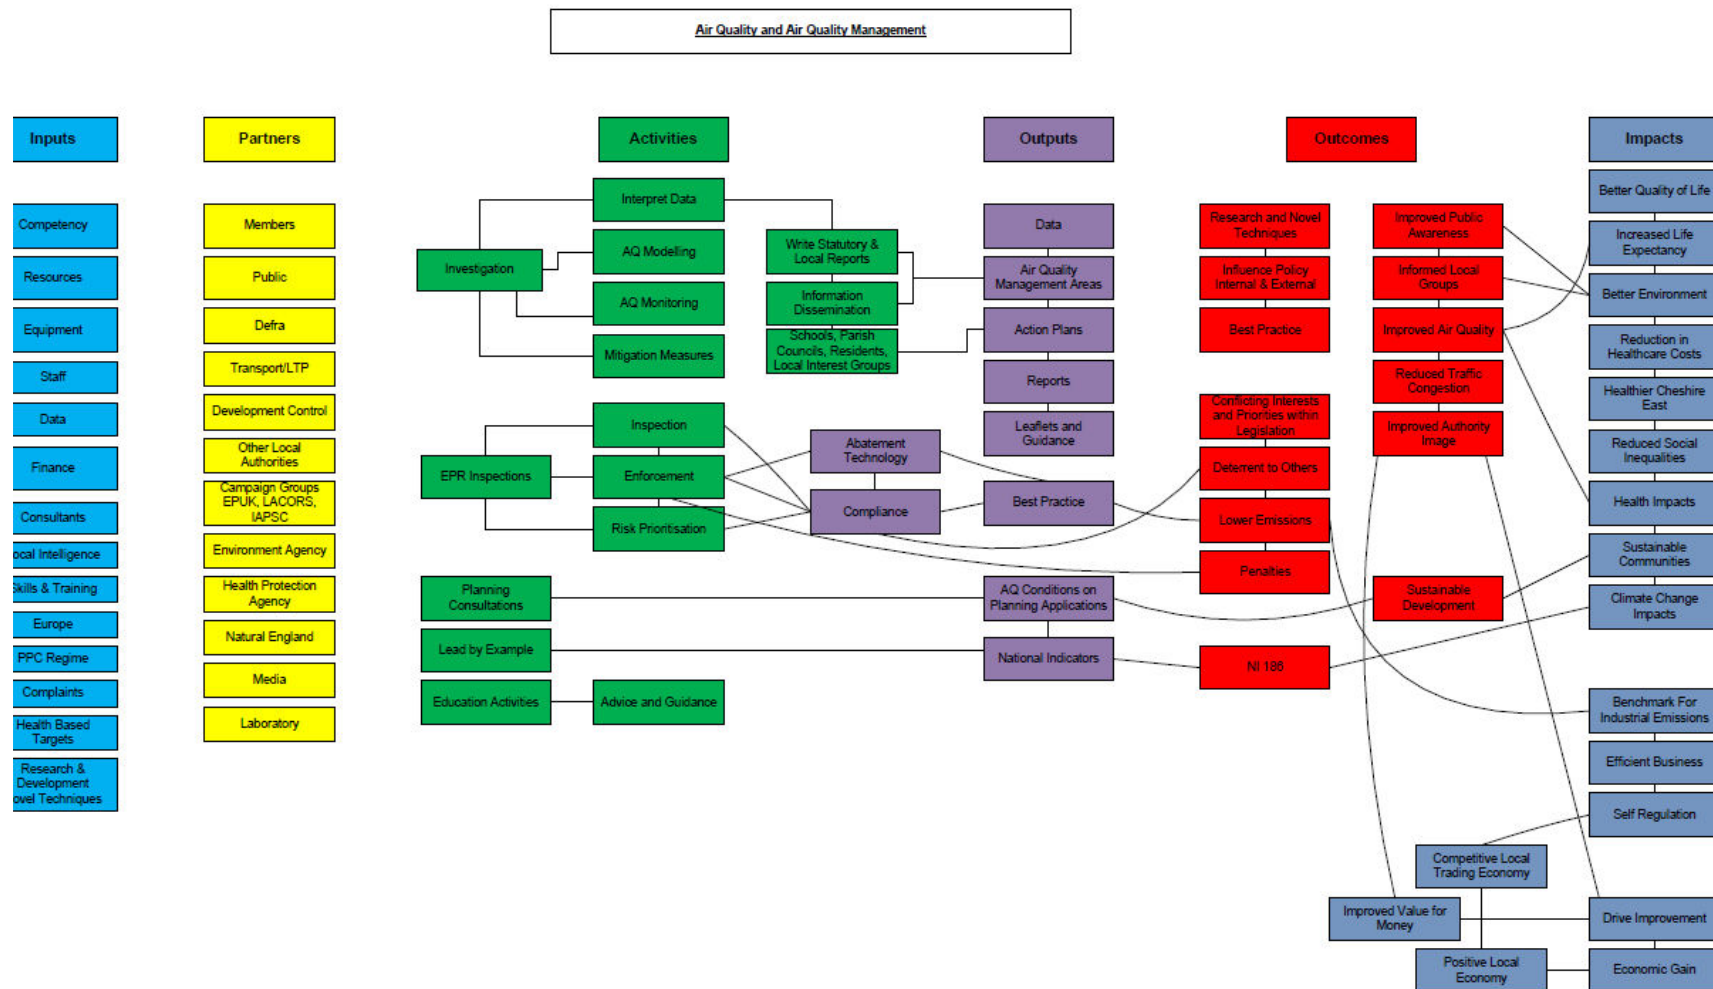 Air Quality and Air Quality Management
Inputs
Partners
Activities
Outputs
Outcomes
Impacts
Competency
Resources
Equipment
Staff
Data
Finance
Consultants
ocal Intelligence
kills & Training
Europe
PPC Regime
Complaints
Health Based
Targets
Research &
Development
ovel Techniques
Members
Public
Defra
Transport/LTP
Development Control
Other Local
Authorities
Campaign Groups
EPUK, LACORS,
IAPSC
Environment Agency
Health Protection
Agency
Natural England
Media
Laboratory
Investigation
EPR Inspections
Planning
Consultations
Lead by Example
Education Activities
Interpret Data
AQ Modelling
AQ Monitoring
Mitigation Measures
Inspection
Enforcement
Risk Prioritisation
Advice and Guidance
Write Statutory &
Local Reports
Information
Dissemination
Schools, Parish
Councils, Residents,
Local Interest Groups
Abatement
Technology
Compliance
Data
Air Quality
Management Areas
Action Plans
Reports
Leaflets and
Guidance
Best Practice
AQ Conditions on
Planning Applications
National Indicators
Research and Novel
Techniques
Influence Policy
Internal & External
Best Practice
Conflicting Interests
and Priorities within
Legislation
Deterrent to Others
Lower Emissions
Penalties
NI 186
Improved Public
Awareness
Informed Local
Groups
Improved Air Quality
Reduced Traffic
Congestion
Improved Authority
Image
Sustainable
Development
Better Quality of Life
Increased Life
Expectancy
Better Environment
Reduction in
Healthcare Costs
Healthier Cheshire
East
Reduced Social
Inequalities
Health Impacts
Sustainable
Communities
Climate Change
Impacts
Benchmark For
Industrial Emissions
Efficient Business
Self Regulation
Competitive Local
Trading Economy
Improved Value for
Money
Drive Improvement
Positive Local
Economy
Economic Gain